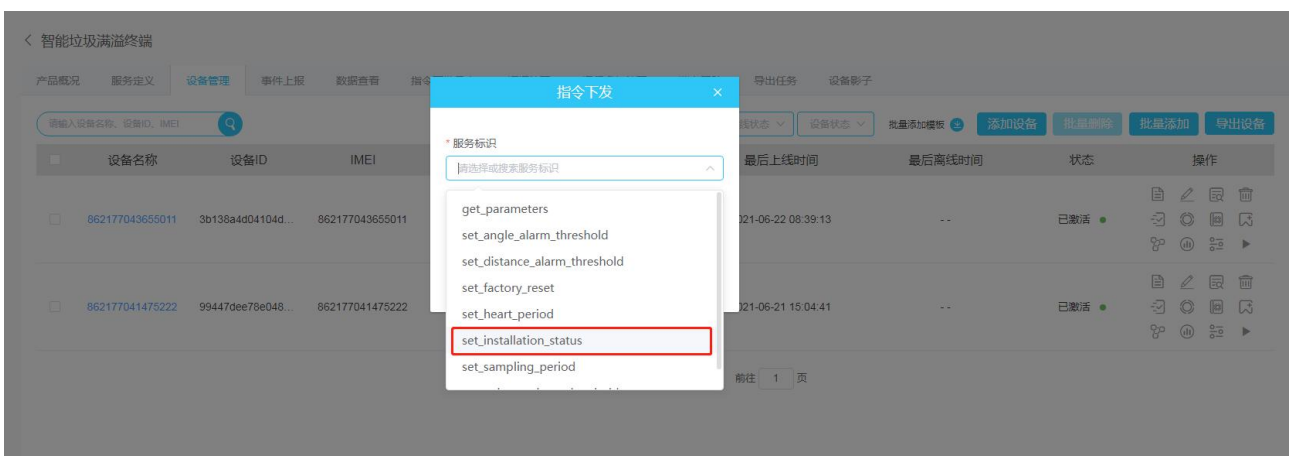 智能垃圾满溢终端
产品概况 服务定义 设备管理 事件上报 数据查看 指令 导出任务 设备影子
指令下发
请输入设备名称、设备ID、IMEI
线状态 设备状态 批量添加模板 添加设备 批量删除 批量添加 导出设备
* 服务标识
请选择或搜索服务标识
设备名称 设备ID IMEI 最后上线时间 最后离线时间 状态 操作
862177043655011 3b138a4d04104d... 862177043655011 021-06-22 08:39:13 -- 已激活
get_parameters
set_angle_alarm_threshold
set_distance_alarm_threshold
set_factory_reset
862177041475222 99447dee78e048... 862177041475222 021-06-21 15:04:41 -- 已激活
set_heart_period
set_installation_status
set_sampling_period
前往 1 页